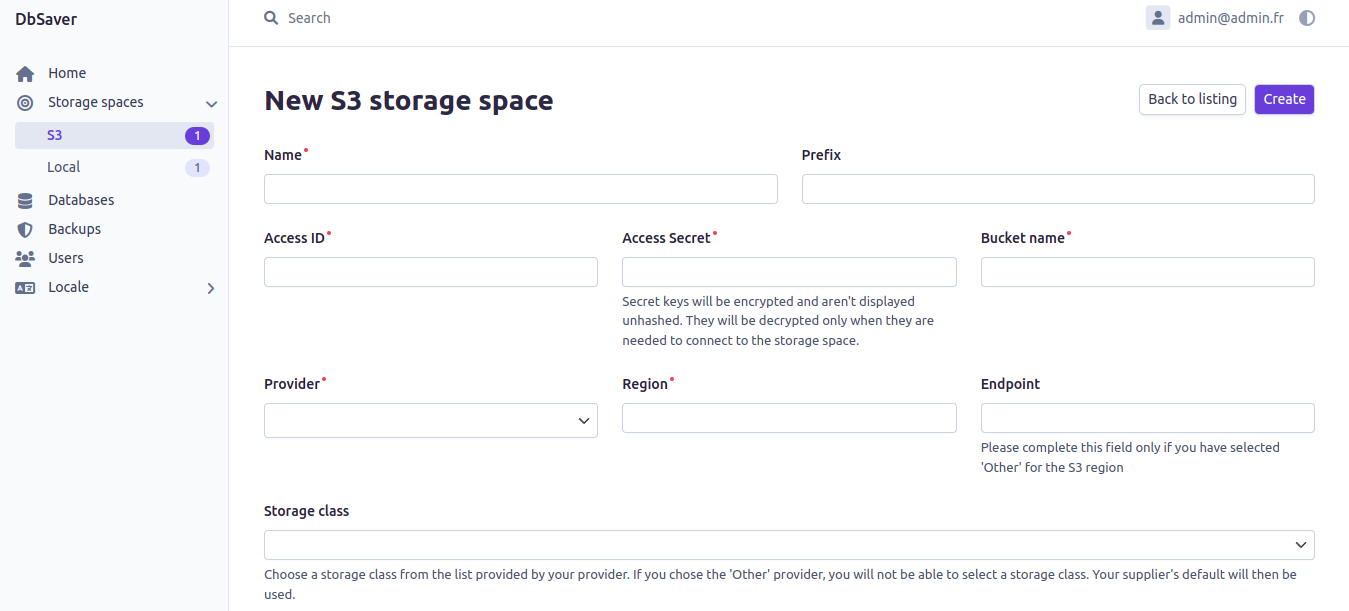 DbSaver
Search
admin@admin.fr
Home
Storage spaces
S3 1
Local 1
Databases
Backups
Users
Locale
New S3 storage space
Back to listing
Create
Name
Prefix
Access ID
Access Secret
Bucket name
Secret keys will be encrypted and aren't displayed
unhashed. They will be decrypted only when they are
needed to connect to the storage space.
Provider
Region
Endpoint
Please complete this field only if you have selected
'Other' for the S3 region
Storage class
Choose a storage class from the list provided by your provider. If you chose the 'Other' provider, you will not be able to select a storage class. Your supplier's default will then be
used.